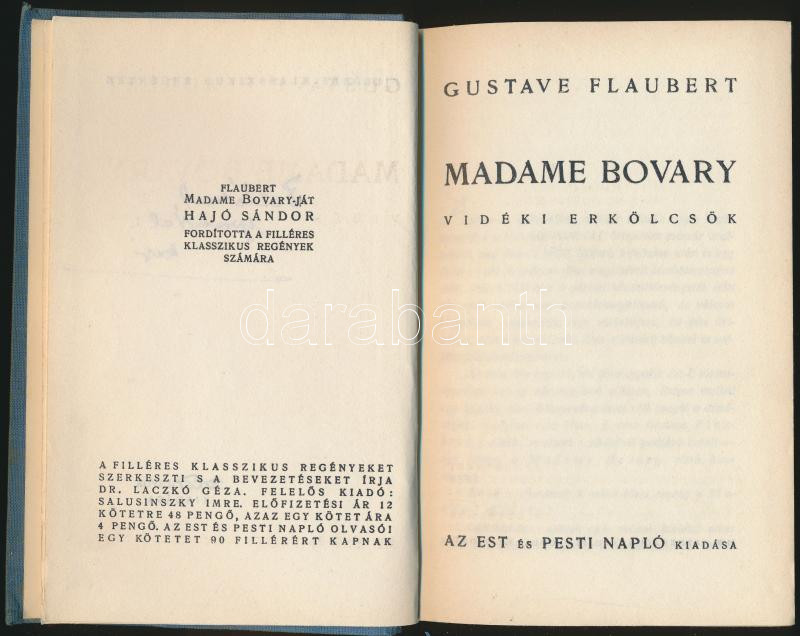 FLAUBERT
MADAME BOVARY-JÁT
HAJÓ SÁNDOR
FORDÍTOTTA A FILLÉRES
KLASSZIKUS REGÉNYEK
SZÁMÁRA
A FILLÉRES KLASSZIKUS REGÉNYEKET
SZERKESZTI S A BEVEZETÉSEKET ÍRJA
DR. LACZKÓ GÉZA. FELELŐS KIADÓ:
SALUSINSZKY IMRE. ELŐFIZETÉSI ÁR 12
KÖTETRE 48 PENGŐ, AZAZ EGY KÖTET ÁRA
4 PENGŐ. AZ EST ÉS PESTI NAPLÓ OLVASÓI
EGY KÖTETET 90 FILLÉRÉRT KAPNAK
GUSTAVE FLAUBERT
MADAME BOVARY
VIDÉKI ERKÖLCSÖK
AZ EST ÉS PESTI NAPLÓ KIADÁSA
darabanth